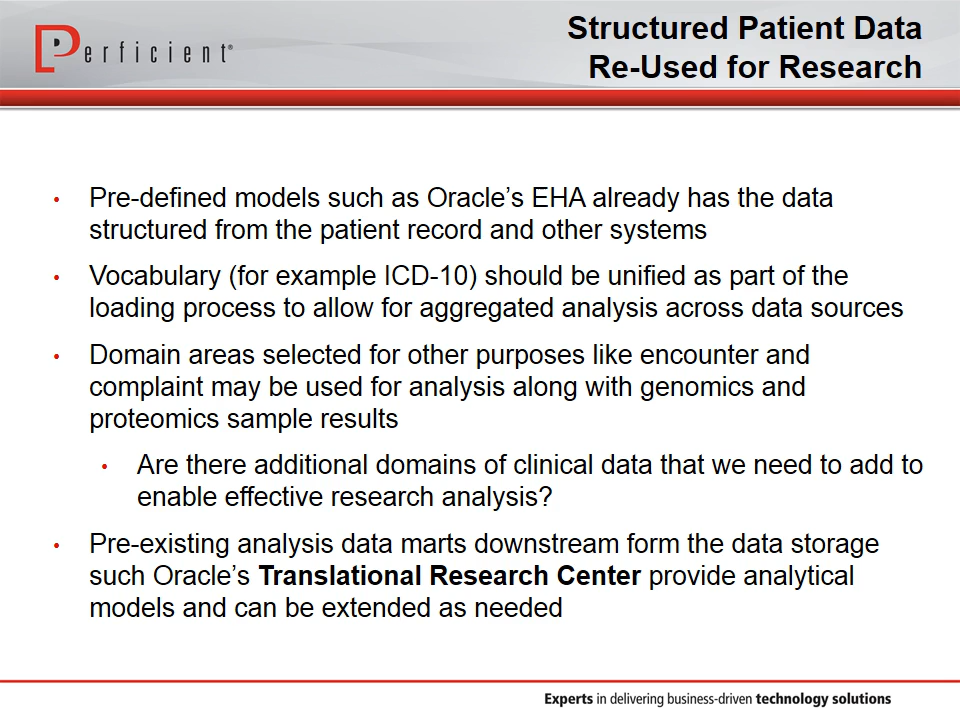 Perficient®
Structured Patient Data
Re-Used for Research
• Pre-defined models such as Oracle’s EHA already has the data
structured from the patient record and other systems
• Vocabulary (for example ICD-10) should be unified as part of the
loading process to allow for aggregated analysis across data sources
• Domain areas selected for other purposes like encounter and
complaint may be used for analysis along with genomics and
proteomics sample results
• Are there additional domains of clinical data that we need to add to
enable effective research analysis?
• Pre-existing analysis data marts downstream form the data storage
such Oracle’s Translational Research Center provide analytical
models and can be extended as needed
Experts in delivering business-driven technology solutions